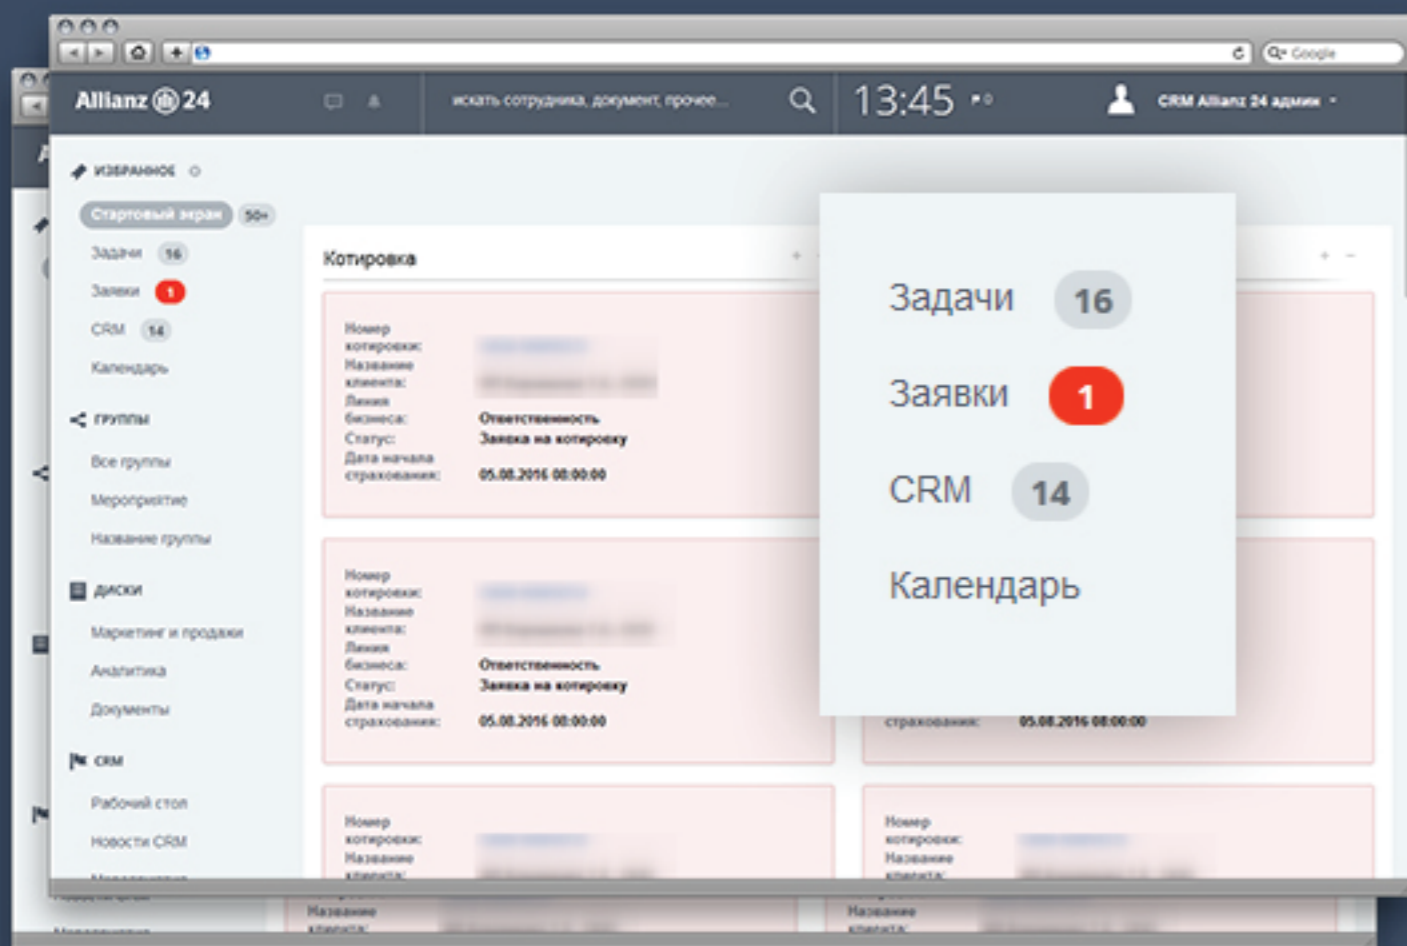 Google
Allianz 24
искать сотрудника, документ, прочее...
13:45
0
CRM Allianz 24 админ
ИЗБРАННОЕ
Стартовый экран 50+
Задачи 16
Заявки 1
CRM 14
Календарь
ГРУППЫ
Все группы
Мероприятие
Название группы
ДИСКИ
Маркетинг и продажи
Аналитика
Документы
CRM
Рабочий стол
Новости CRM
Котировка
Номер
котировки:
Название
клиента:
Линия
бизнеса: Ответственность
Статус: Заявка на котировку
Дата начала
страхования: 05.08.2016 08:00:00
Номер
котировки:
Название
клиента:
Линия
бизнеса: Ответственность
Статус: Заявка на котировку
Дата начала
страхования: 05.08.2016 08:00:00
Номер
котировки:
Название
клиента:
Задачи 16
Заявки 1
CRM 14
Календарь
страхования: 05.08.2016 08:00:00
Номер
котировки:
Название
клиента:
Название
клиента:
Название
клиента: